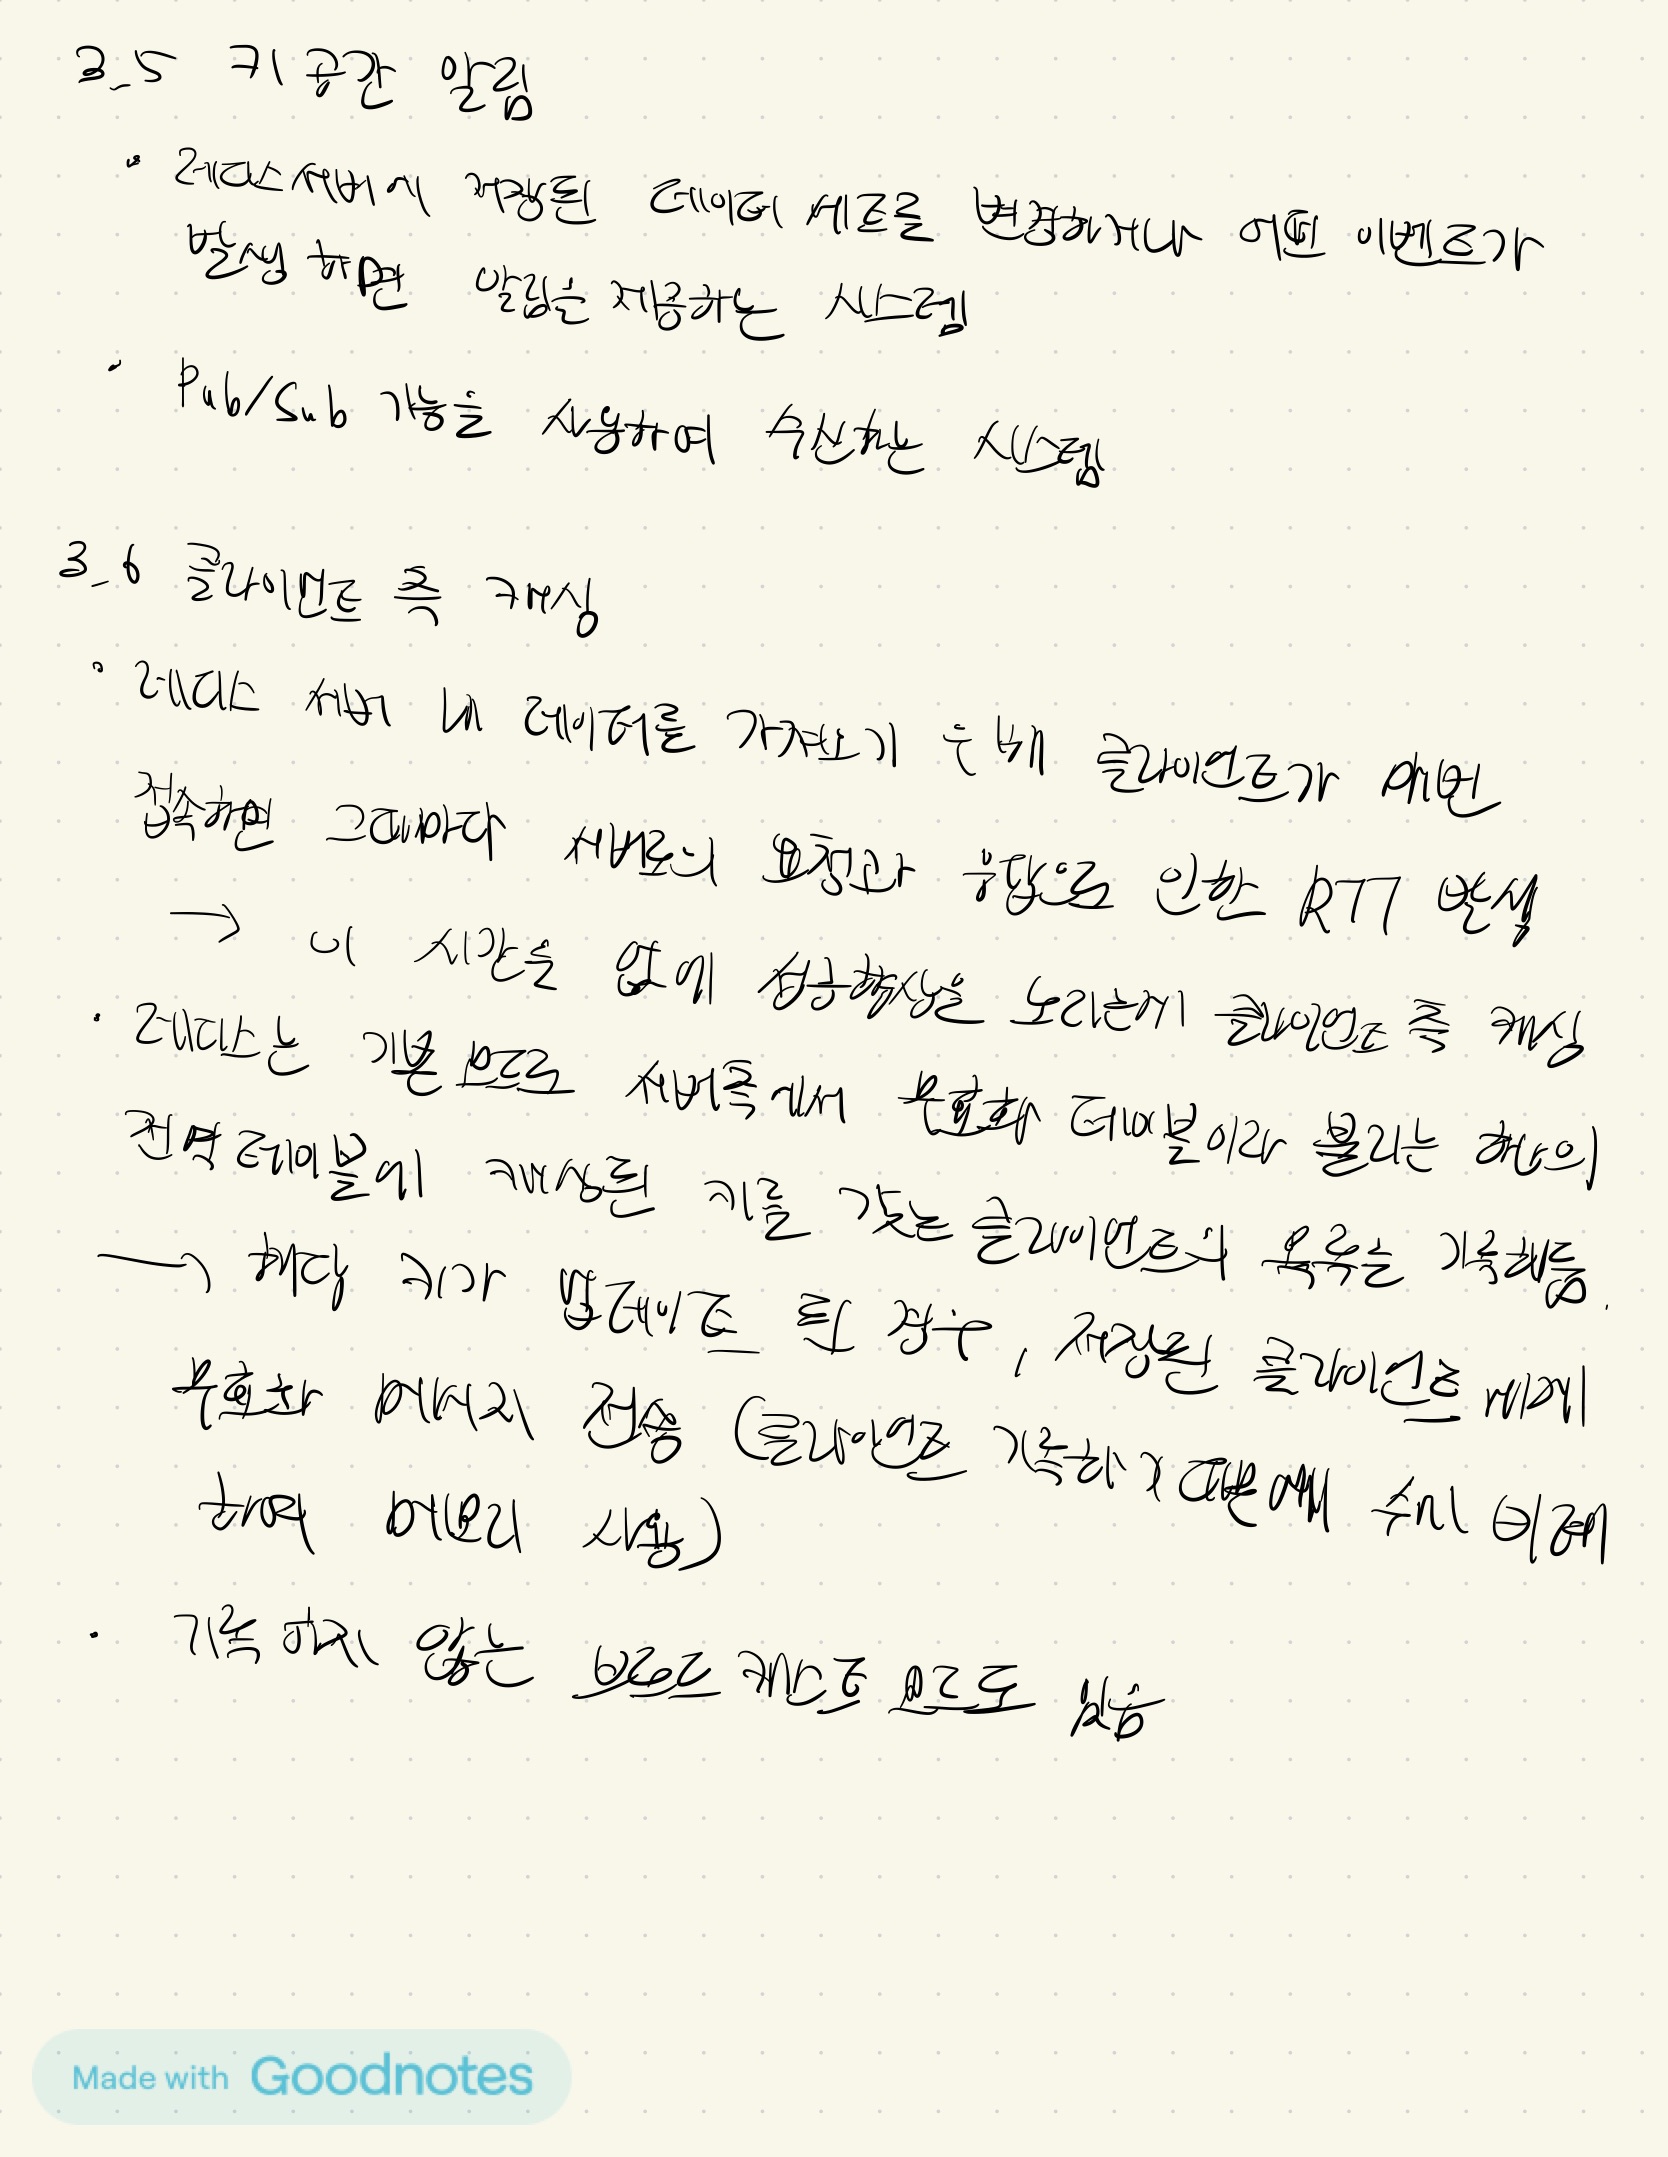 3_5 키 공간 알림
· 레디스 서버에 저장된 데이터 세트를 변경하거나 어떤 이벤트가
발생하면 알림을 제공하는 시스템
· Pub/Sub 기능을 사용하여 수신하는 시스템
3_6 클라이언트 측 캐싱
· 레디스 서버 내 데이터를 가져오기 위해 클라이언트가 매번
접속하면 그때마다 서버로의 요청과 응답으로 인한 RTT 발생
→ 이 시간을 없애 성능향상을 노리는게 클라이언트 측 캐싱
· 레디스는 기본 모드로 서버측에서 무효화 테이블이라 불리는 하나의
전역 테이블에 캐싱된 키를 갖는 클라이언트의 목록을 기록해둠.
→ 해당 키가 업데이트 된 경우, 저장된 클라이언트에게
무효화 메세지 전송 (클라이언트 기록하기 때문에 수에 비례
하여 메모리 사용)
· 기록하지 않는 브로드 캐스트 모드도 있음
Made with Goodnotes